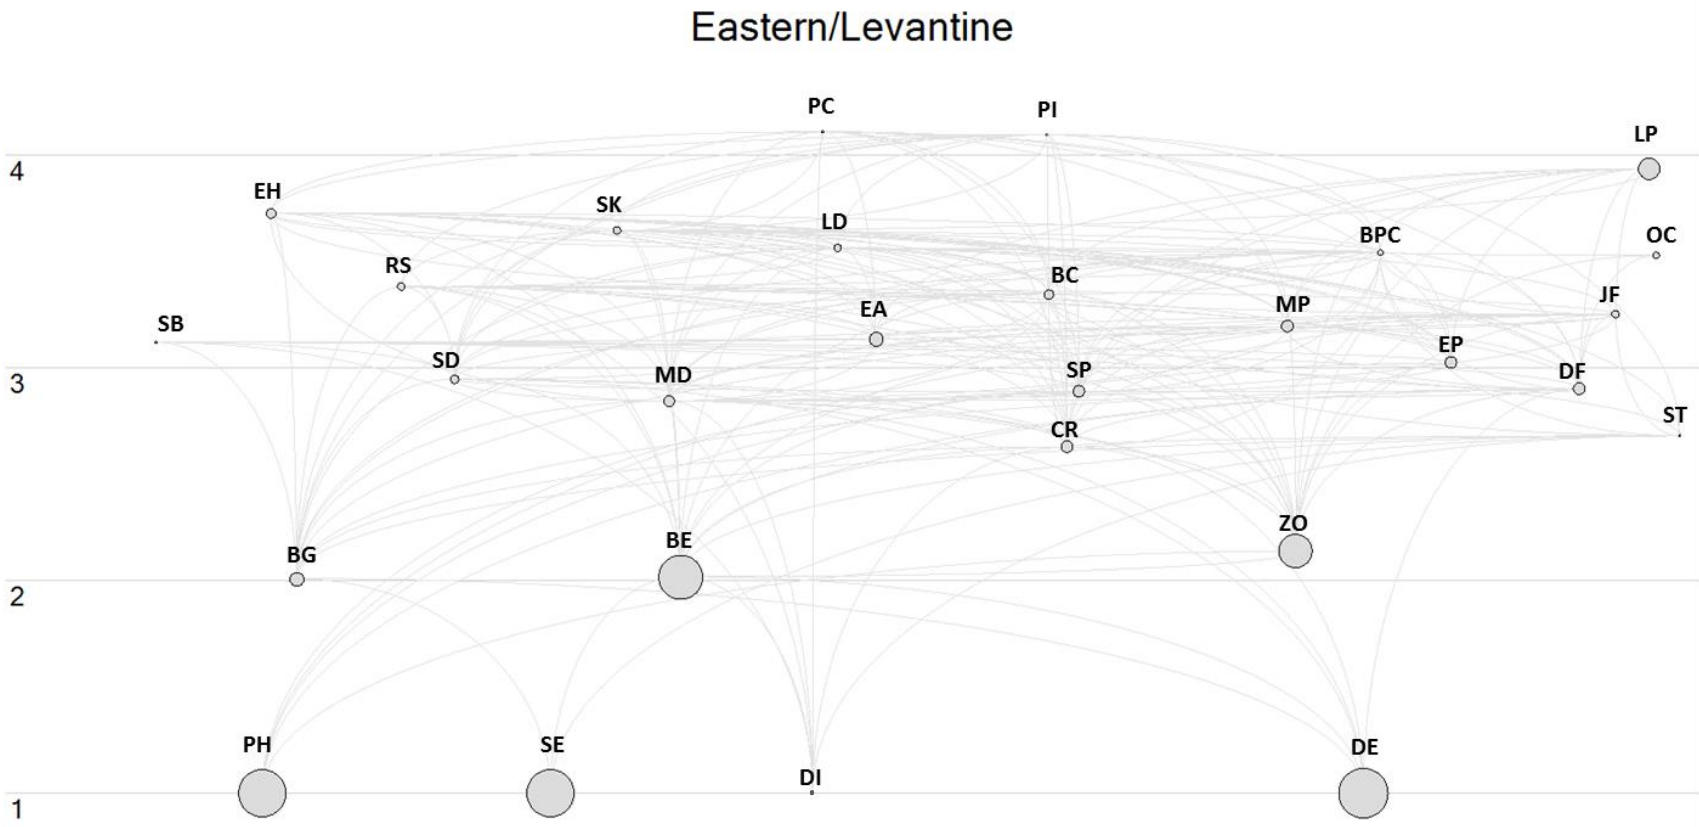 Eastern/Levantine
PC
PI
LP
4
EH
SK
LD
BPC
OC
RS
BC
JF
EA
MP
SB
EP
SD
SP
3
MD
DF
ST
CR
ZO
BE
BG
2
PH
SE
DE
DI
1